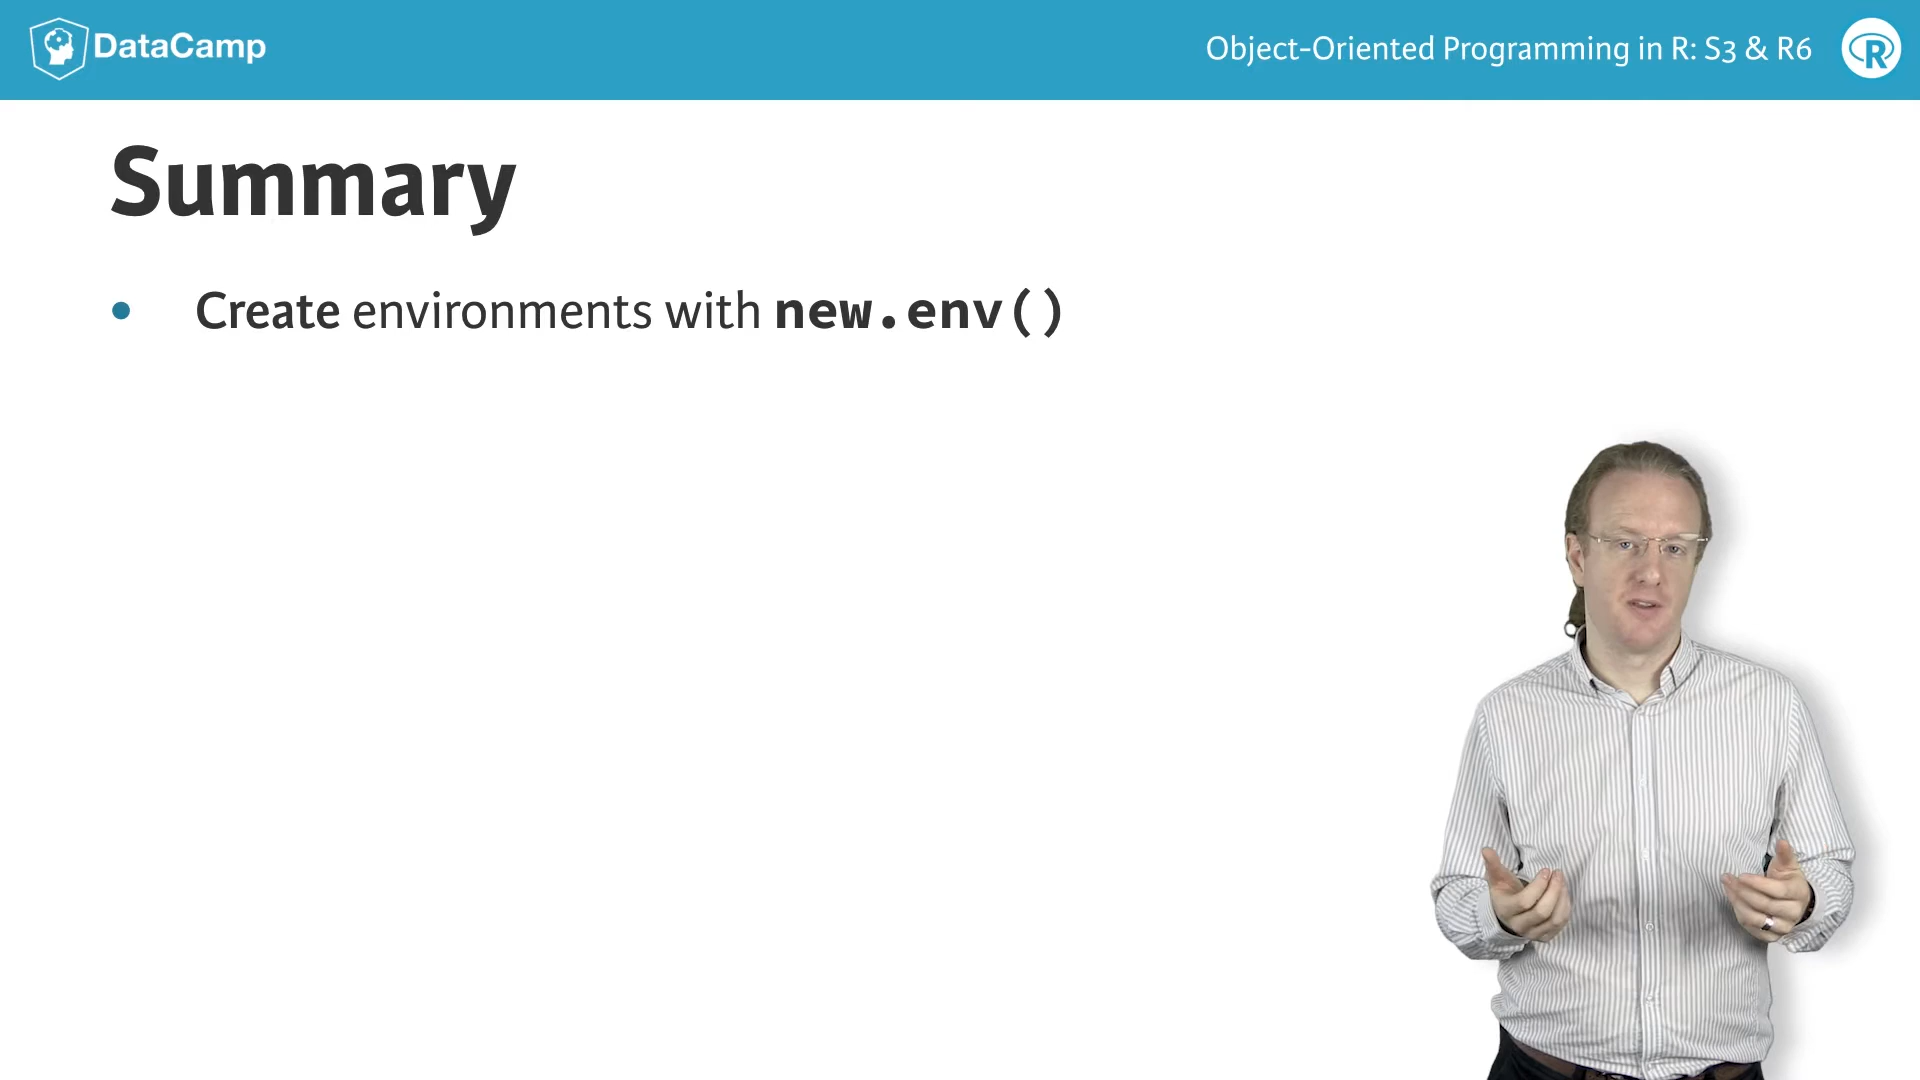 DataCamp
Object-Oriented Programming in R: S3 & R6
R
Summary
• Create environments with new.env()